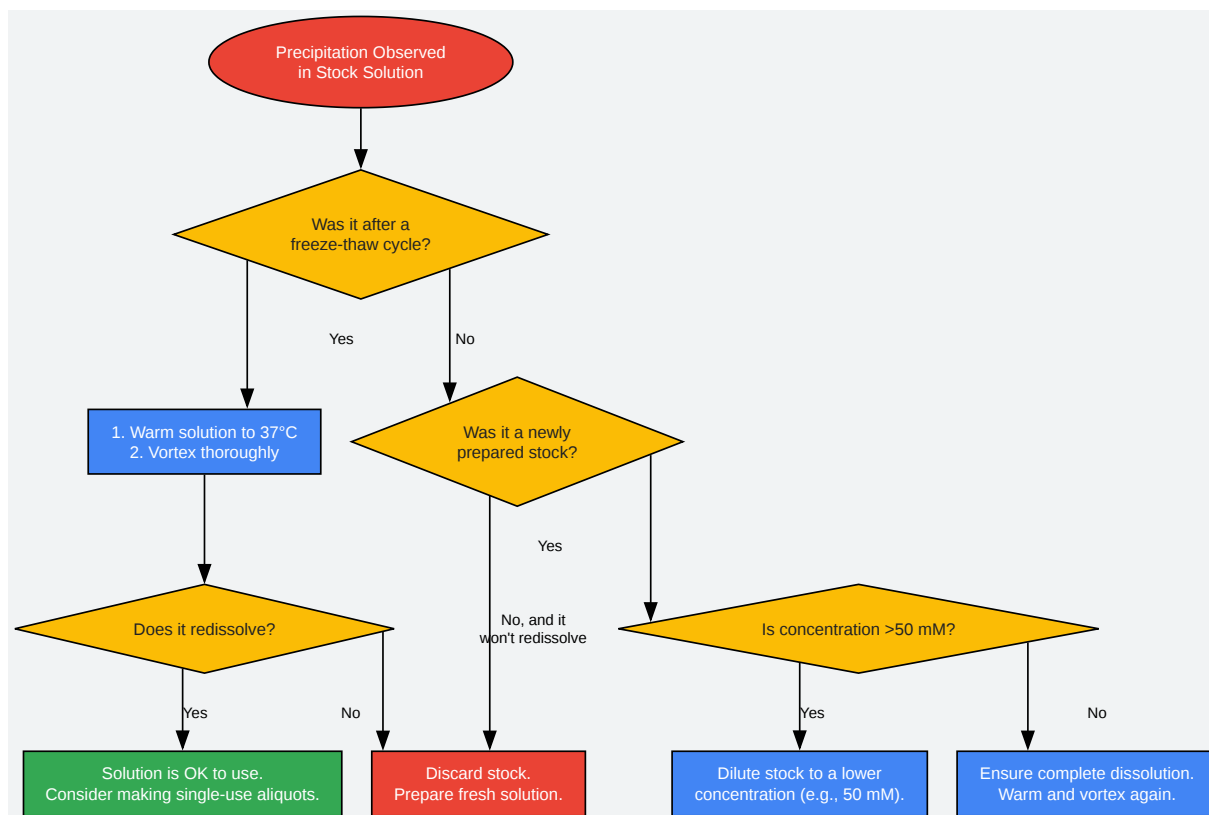 Precipitation Observed
in Stock Solution
Was it after a
freeze-thaw cycle?
Yes
No
1. Warm solution to 37°C
2. Vortex thoroughly
Was it a newly
prepared stock?
Yes
No, and it
won't redissolve
Does it redissolve?
Is concentration >50 mM?
Yes
No
Yes
No
Solution is OK to use.
Consider making single-use aliquots.
Discard stock.
Prepare fresh solution.
Dilute stock to a lower
concentration (e.g., 50 mM).
Ensure complete dissolution.
Warm and vortex again.